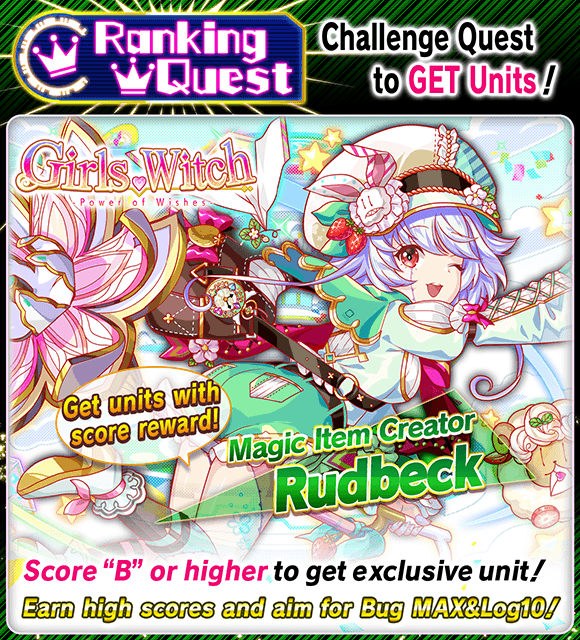 Ranking
Quest
Challenge Quest
to GET Units!
Girls Witch
Power of Wishes
Get units with
score reward!
Magic Item Creator
Rudbeck
Score "B" or higher to get exclusive unit!
Earn high scores and aim for Bug MAX&Log10!